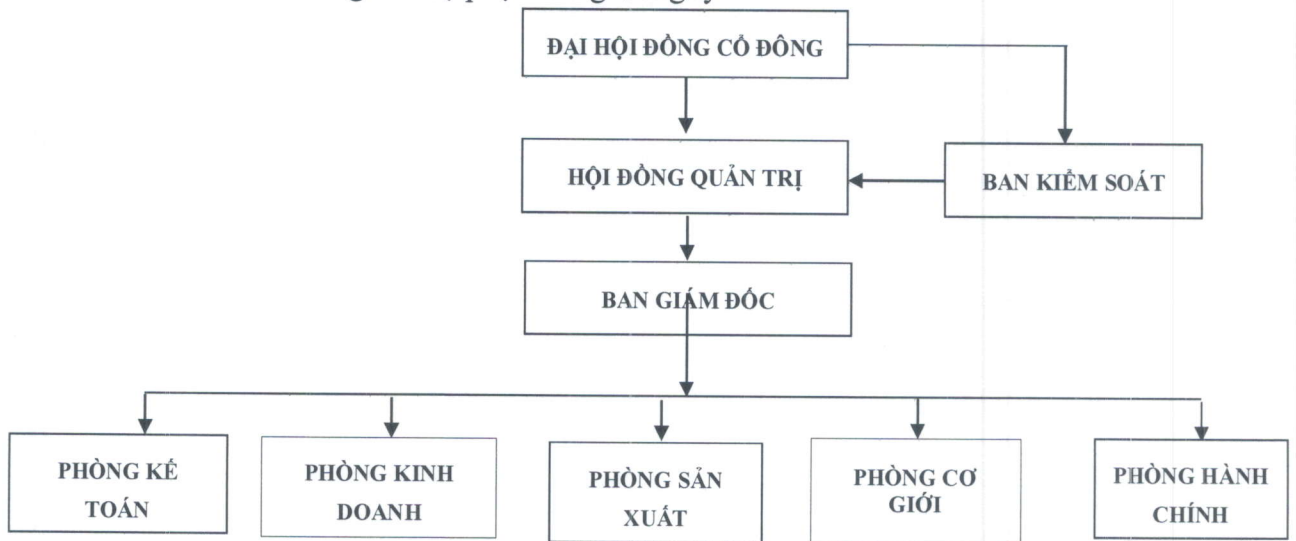 ĐẠI HỘI ĐỒNG CỔ ĐÔNG
HỘI ĐỒNG QUẢN TRỊ
BAN KIỂM SOÁT
BAN GIÁM ĐỐC
PHÒNG KẾ
TOÁN
PHÒNG KINH
DOANH
PHÒNG SẢN
XUẤT
PHÒNG CƠ
GIỚI
PHÒNG HÀNH
CHÍNH